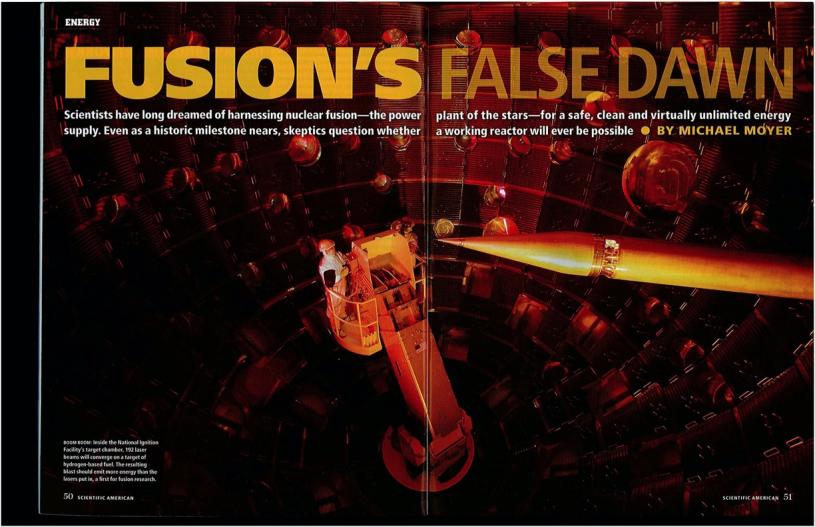 ENERGY
FUSION'S FALSE DAWN
Scientists have long dreamed of harnessing nuclear fusion—the power plant of the stars—for a safe, clean and virtually unlimited energy
supply. Even as a historic milestone nears, skeptics question whether a working reactor will ever be possible ● BY MICHAEL MOYER
BOOM BOOM: Inside the National Ignition
Facility's target chamber, 192 laser
beams will converge on a target of
hydrogen-based fuel. The resulting
blast should emit more energy than the
lasers put in, a first for fusion research.
50 SCIENTIFIC AMERICAN
SCIENTIFIC AMERICAN 51